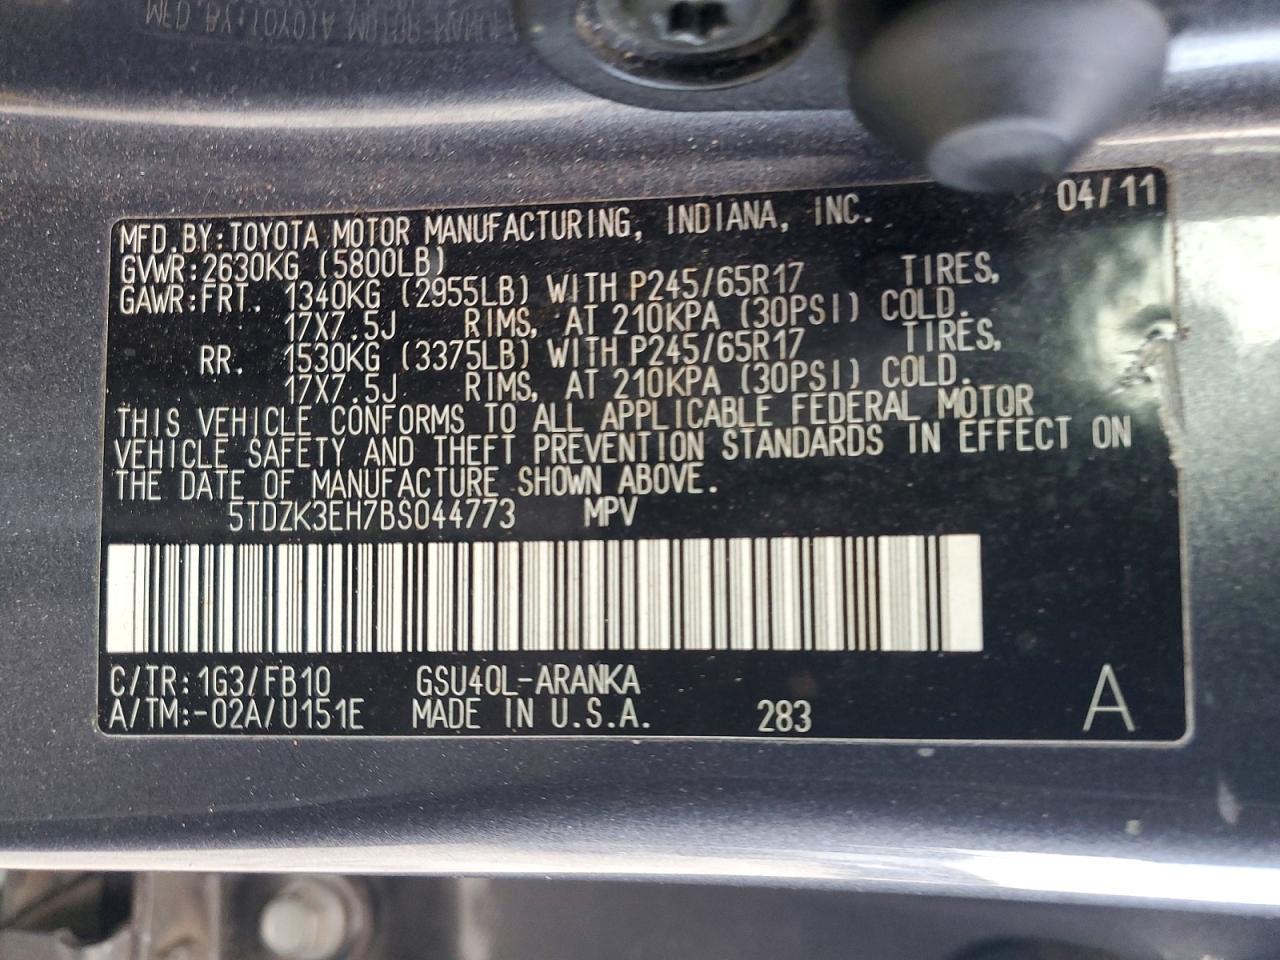 04/11
MFD.BY:TOYOTA MOTOR MANUFACTURING, INDIANA, INC.
GVWR:2630KG (5800LB)
GAWR:FRT. 1340KG (2955LB) WITH P245/65R17 TIRES,
17X7.5J RIMS, AT 210KPA (30PSI) COLD.
RR. 1530KG (3375LB) WITH P245/65R17 TIRES,
17X7.5J RIMS, AT 210KPA (30PSI) COLD.
THIS VEHICLE CONFORMS TO ALL APPLICABLE FEDERAL MOTOR
VEHICLE SAFETY AND THEFT PREVENTION STANDARDS IN EFFECT ON
THE DATE OF MANUFACTURE SHOWN ABOVE.
5TDZK3EH7BS044773 MPV
C/TR:1G3/FB10 GSU40L-ARANKA
A/TM:-02A/U151E MADE IN U.S.A. 283 A